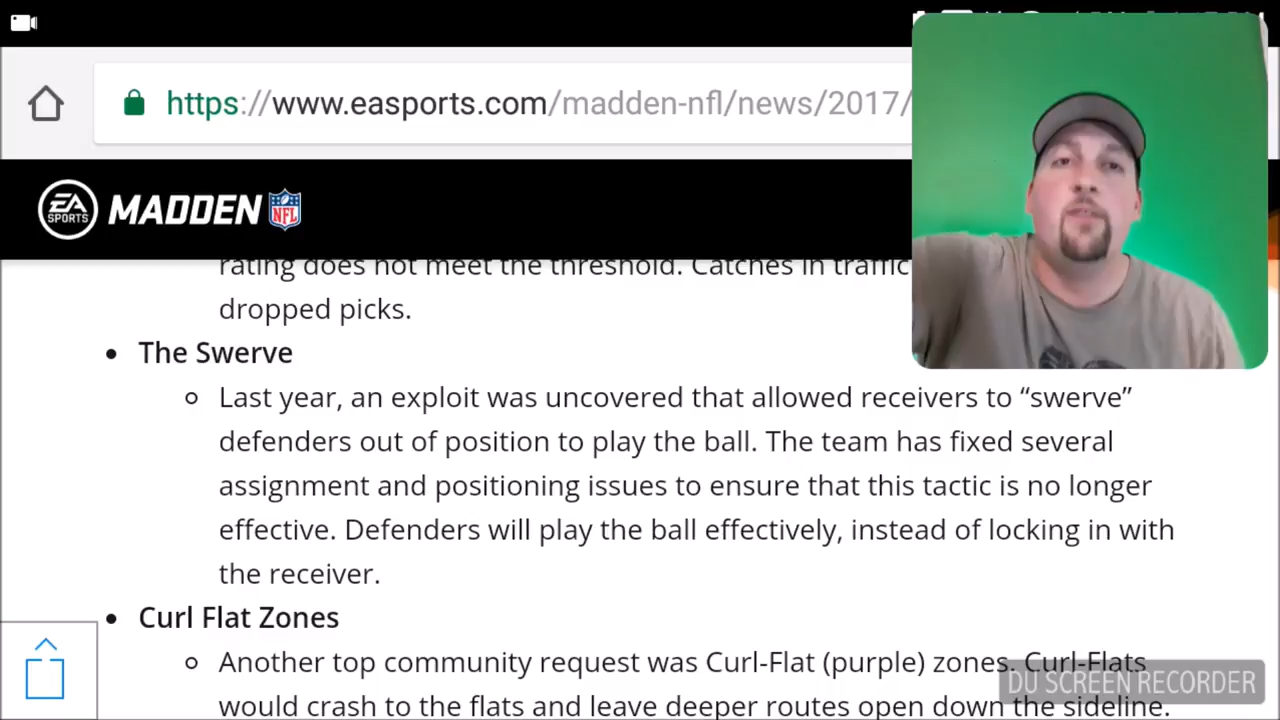 https://www.easports.com/madden-nfl/news/2017/
EA SPORTS MADDEN NFL
rating does not meet the threshold. Catches in traffic
dropped picks.
• The Swerve
Last year, an exploit was uncovered that allowed receivers to “swerve”
defenders out of position to play the ball. The team has fixed several
assignment and positioning issues to ensure that this tactic is no longer
effective. Defenders will play the ball effectively, instead of locking in with
the receiver.
• Curl Flat Zones
Another top community request was Curl-Flat (purple) zones. Curl-Flats
would crash to the flats and leave deeper routes open down the sideline.
DU SCREEN RECORDER